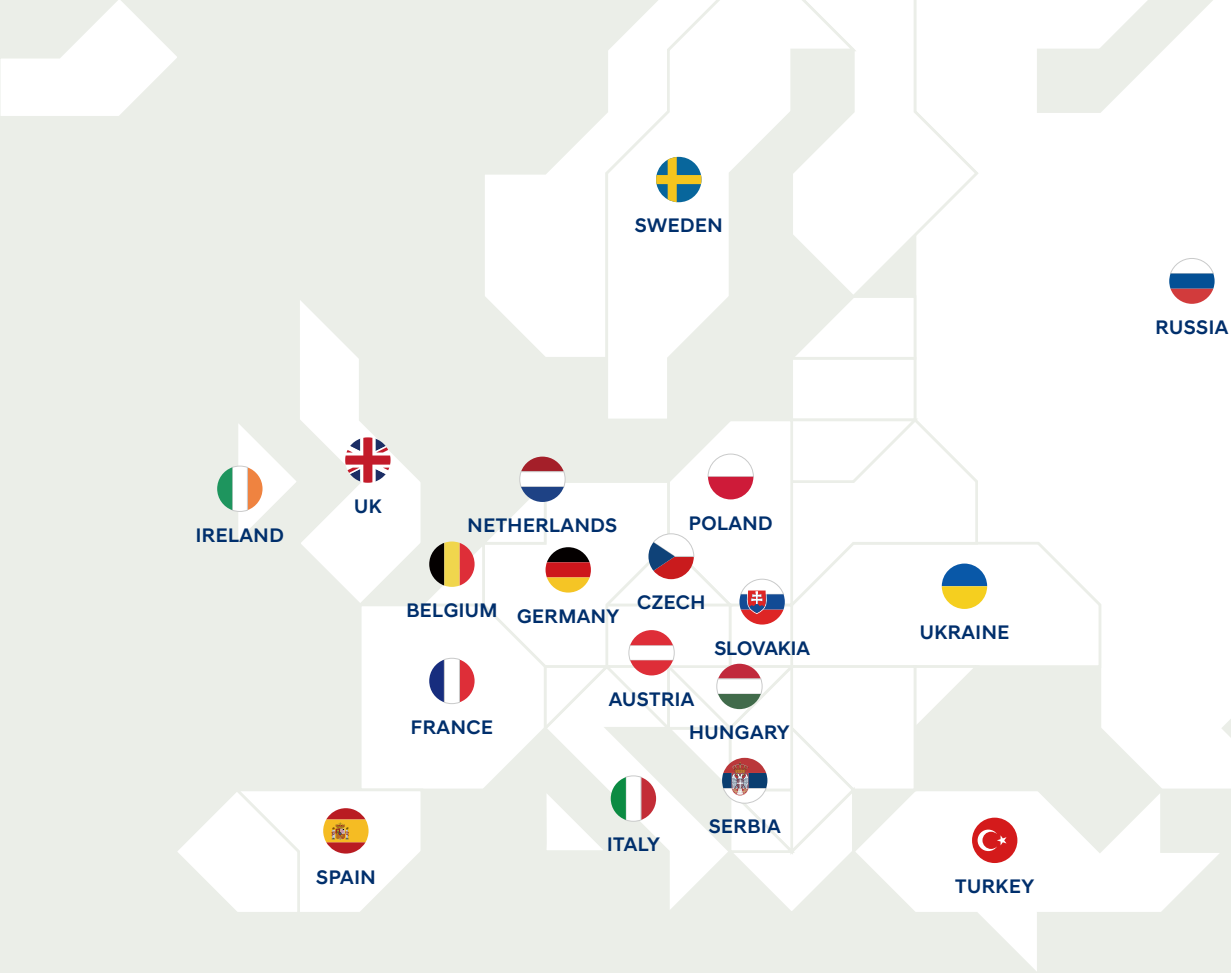 SWEDEN
RUSSIA
UK
IRELAND
NETHERLANDS
POLAND
BELGIUM
GERMANY
CZECH
SLOVAKIA
UKRAINE
AUSTRIA
FRANCE
HUNGARY
ITALY
SERBIA
SPAIN
TURKEY